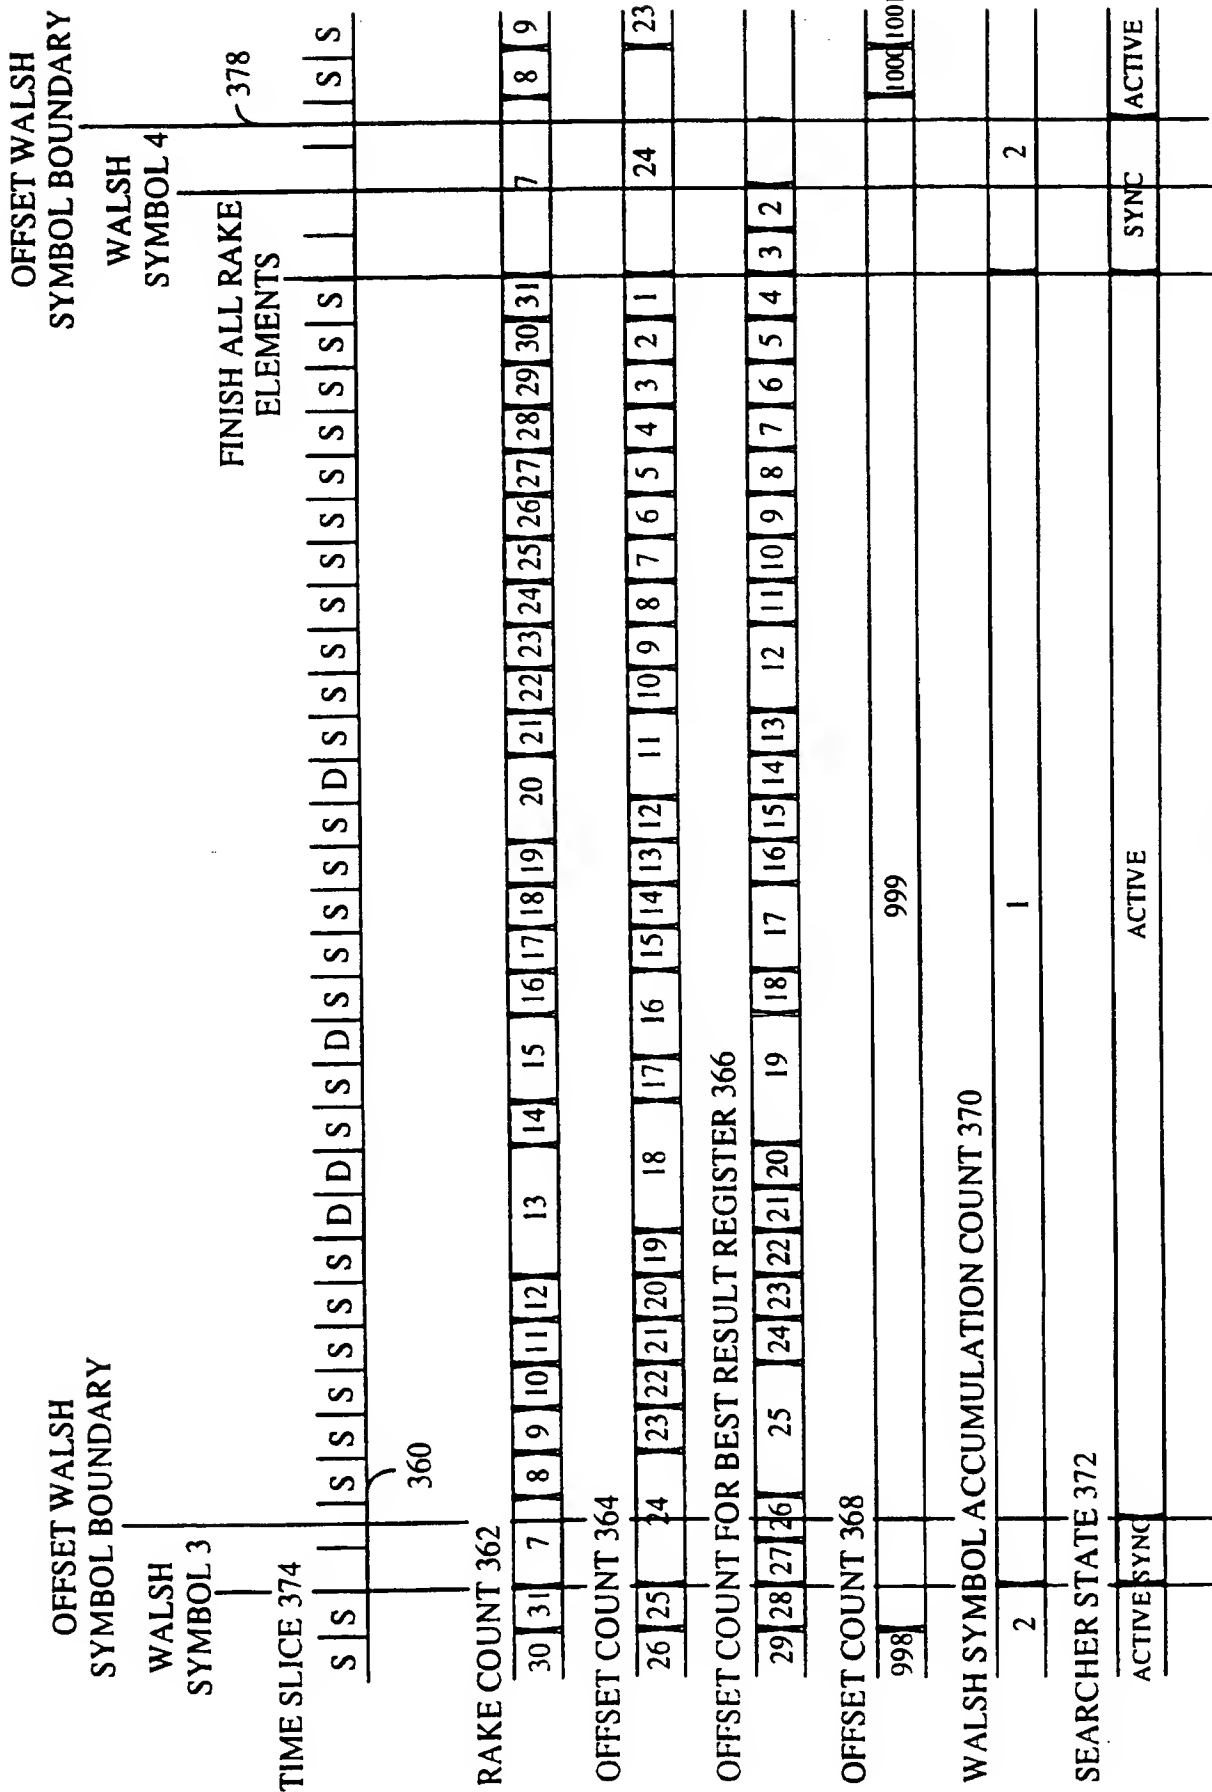 OFFSET WALSH
SYMBOL BOUNDARY
WALSH
SYMBOL 3
OFFSET WALSH
SYMBOL BOUNDARY
WALSH
SYMBOL 4
378
FINISH ALL RAKE
ELEMENTS
TIME SLICE 374
S S S S S S S S D D S S D S S S S S D S S S S S S S S S S S S S
360
RAKE COUNT 362
30 31 7 8 9 10 11 12 13 14 15 16 17 18 19 20 21 22 23 24 25 26 27 28 29 30 31 7 8 9
OFFSET COUNT 364
26 25 24 23 22 21 20 19 18 17 16 15 14 13 12 11 10 9 8 7 6 5 4 3 2 1 24 23
OFFSET COUNT FOR BEST RESULT REGISTER 366
29 28 27 26 25 24 23 22 21 20 19 18 17 16 15 14 13 12 11 10 9 8 7 6 5 4 3 2
OFFSET COUNT 368
998 999 1000 1001
WALSH SYMBOL ACCUMULATION COUNT 370
2 1 2
SEARCHER STATE 372
ACTIVE SYNC ACTIVE SYNC ACTIVE